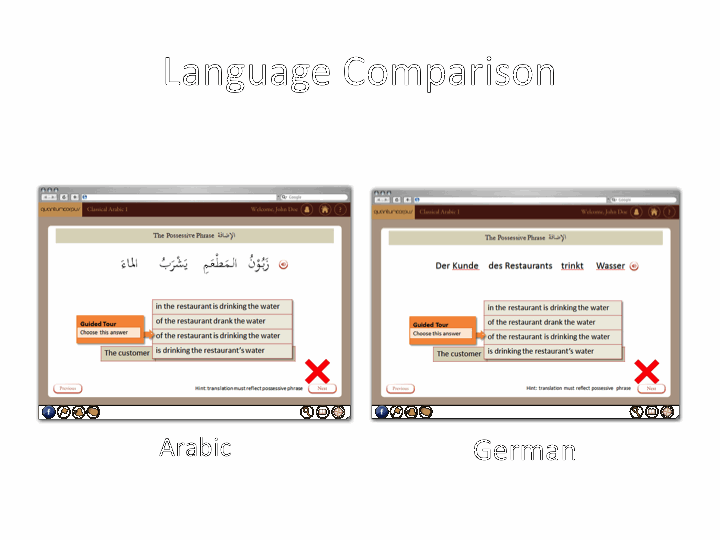 Language Comparison
Google
quantumscopur
Classical Arabic 1
Welcome, John Doe
?
The Possessive Phrase الإضافة
زَبُوْنُ المَطْعَمِ يَشْرَبُ الماءَ
in the restaurant is drinking the water
of the restaurant drank the water
of the restaurant is drinking the water
is drinking the restaurant's water
Guided Tour
Choose this answer
The customer
Previous
Hint: translation must reflect possessive phrase
Next
Google
Classical Arabic 1
Welcome, John Doe
?
The Possessive Phrase الإضافة
Der Kunde des Restaurants trinkt Wasser
in the restaurant is drinking the water
of the restaurant drank the water
of the restaurant is drinking the water
is drinking the restaurant's water
Guided Tour
Choose this answer
The customer
Previous
Hint: translation must reflect possessive phrase
Next
Arabic
German